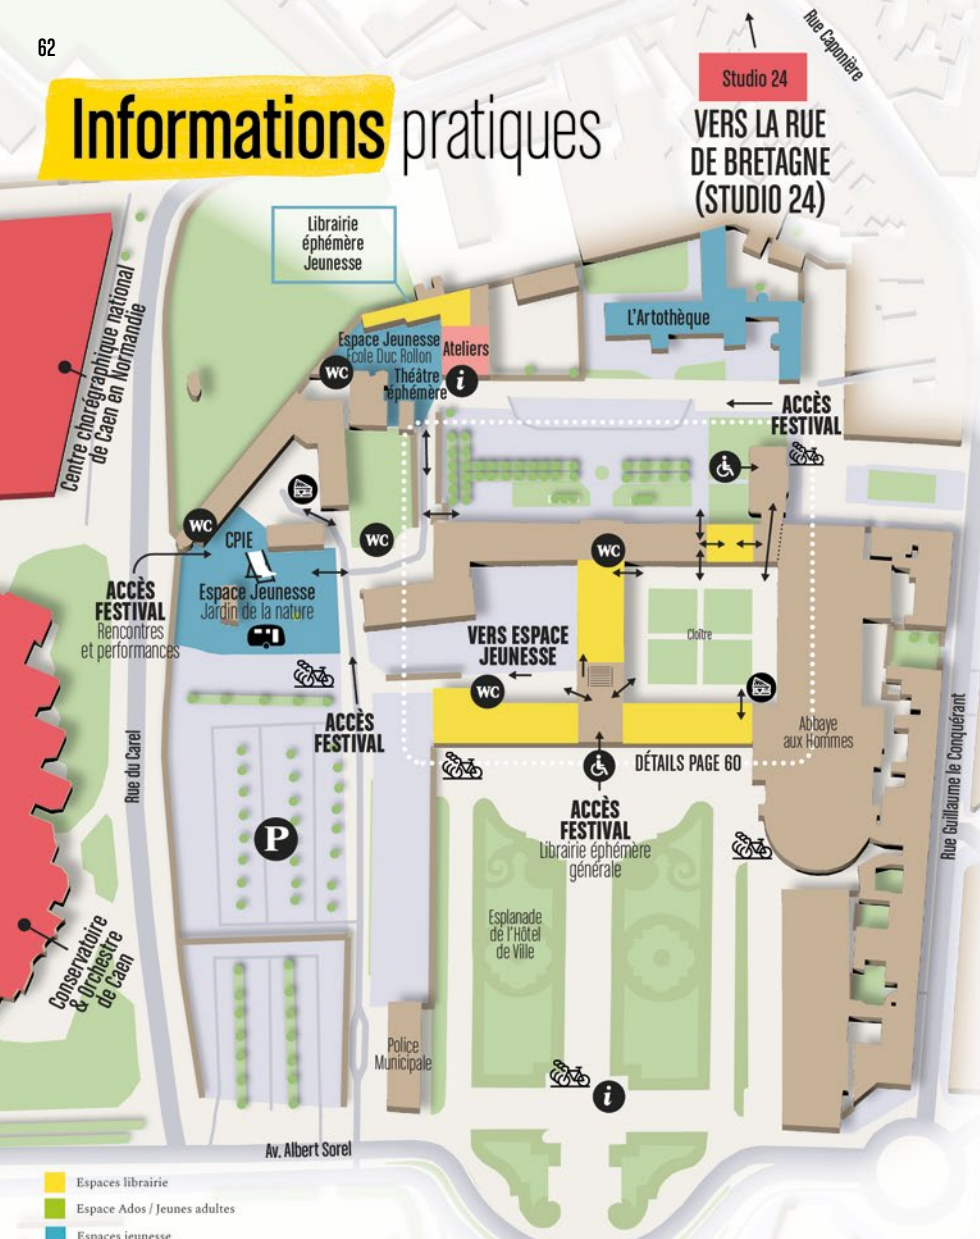 62
Informations pratiques
Rue Caponière
Studio 24
VERS LA RUE
DE BRETAGNE
(STUDIO 24)
Librairie
éphémère
Jeunesse
Centre chorégraphique national
de Caen en Normandie
Espace Jeunesse
École Duc Rollon
Ateliers
Théâtre
éphémère
WC
i
L'Artothèque
ACCÈS
FESTIVAL
WC
CPIE
WC
WC
ACCÈS
FESTIVAL
Rencontres
et performances
Espace Jeunesse
Jardin de la nature
VERS ESPACE
JEUNESSE
Cloître
WC
ACCÈS
FESTIVAL
Abbaye
aux Hommes
DÉTAILS PAGE 60
Rue du Carel
Rue Guillaume le Conquérant
ACCÈS
FESTIVAL
Librairie éphémère
générale
P
Esplanade
de l'Hôtel
de Ville
Conservatoire
& Orchestre
de Caen
Police
Municipale
i
Av. Albert Sorel
Espaces librairie
Espace Ados / Jeunes adultes
Espaces jeunesse